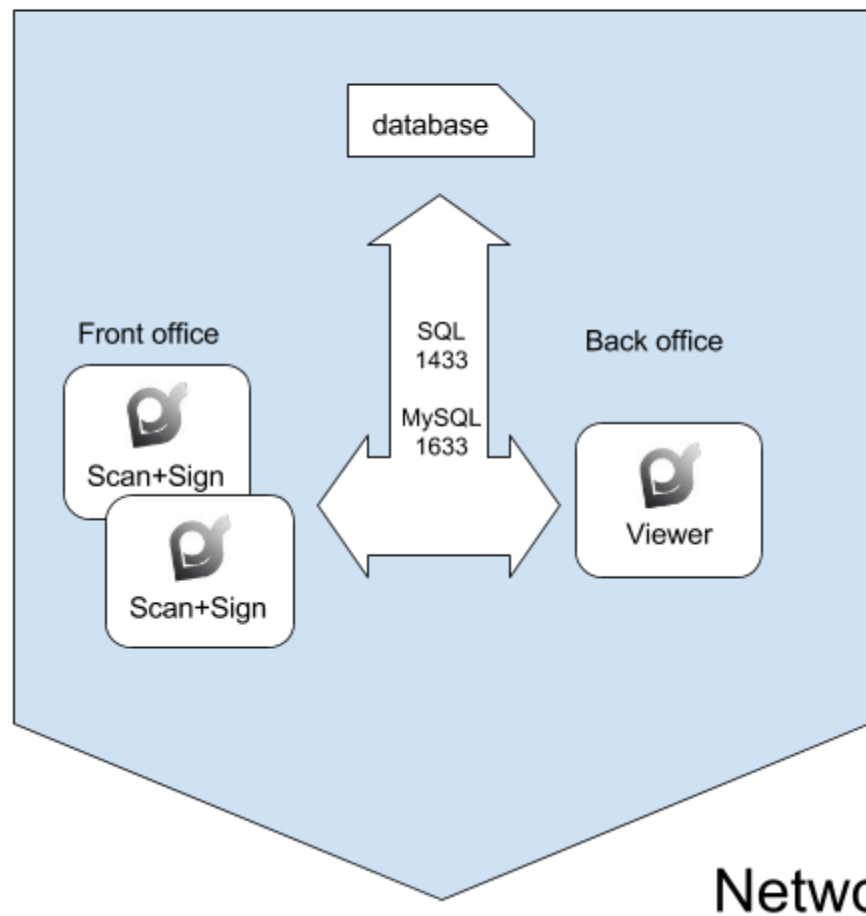 database
Front office
SQL
1433
Back office
MySQL
1633
Scan+Sign
Viewer
Scan+Sign
Netwo